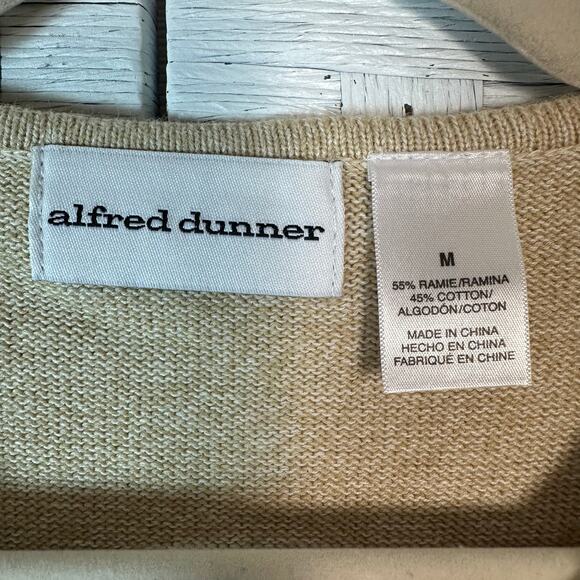 alfred dunner
M
55% RAMIE/RAMINA
45% COTTON/
ALGODÓN/COTON
MADE IN CHINA
HECHO EN CHINA
FABRIQUÉ EN CHINE